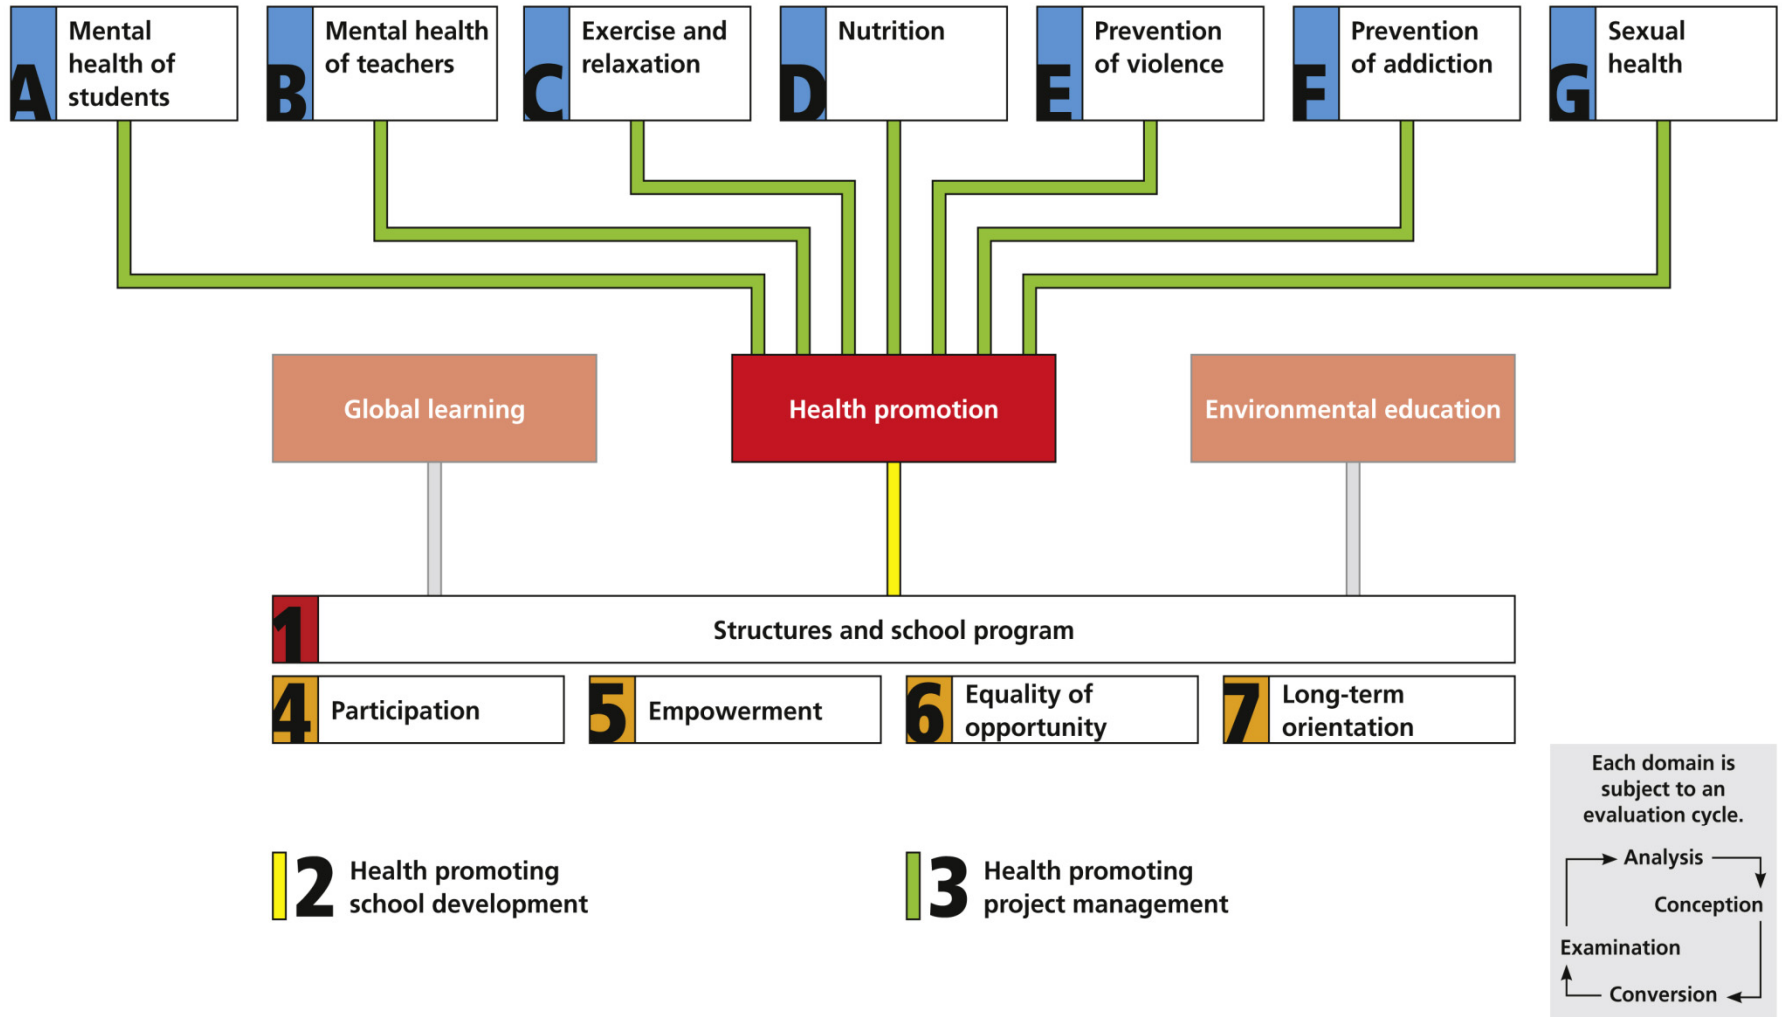 A
Mental
health of
students
B
Mental health
of teachers
C
Exercise and
relaxation
D
Nutrition
E
Prevention
of violence
F
Prevention
of addiction
G
Sexual
health
Global learning
Health promotion
Environmental education
1
Structures and school program
4
Participation
5
Empowerment
6
Equality of
opportunity
7
Long-term
orientation
2
Health promoting
school development
3
Health promoting
project management
Each domain is
subject to an
evaluation cycle.
Analysis
Conception
Examination
Conversion